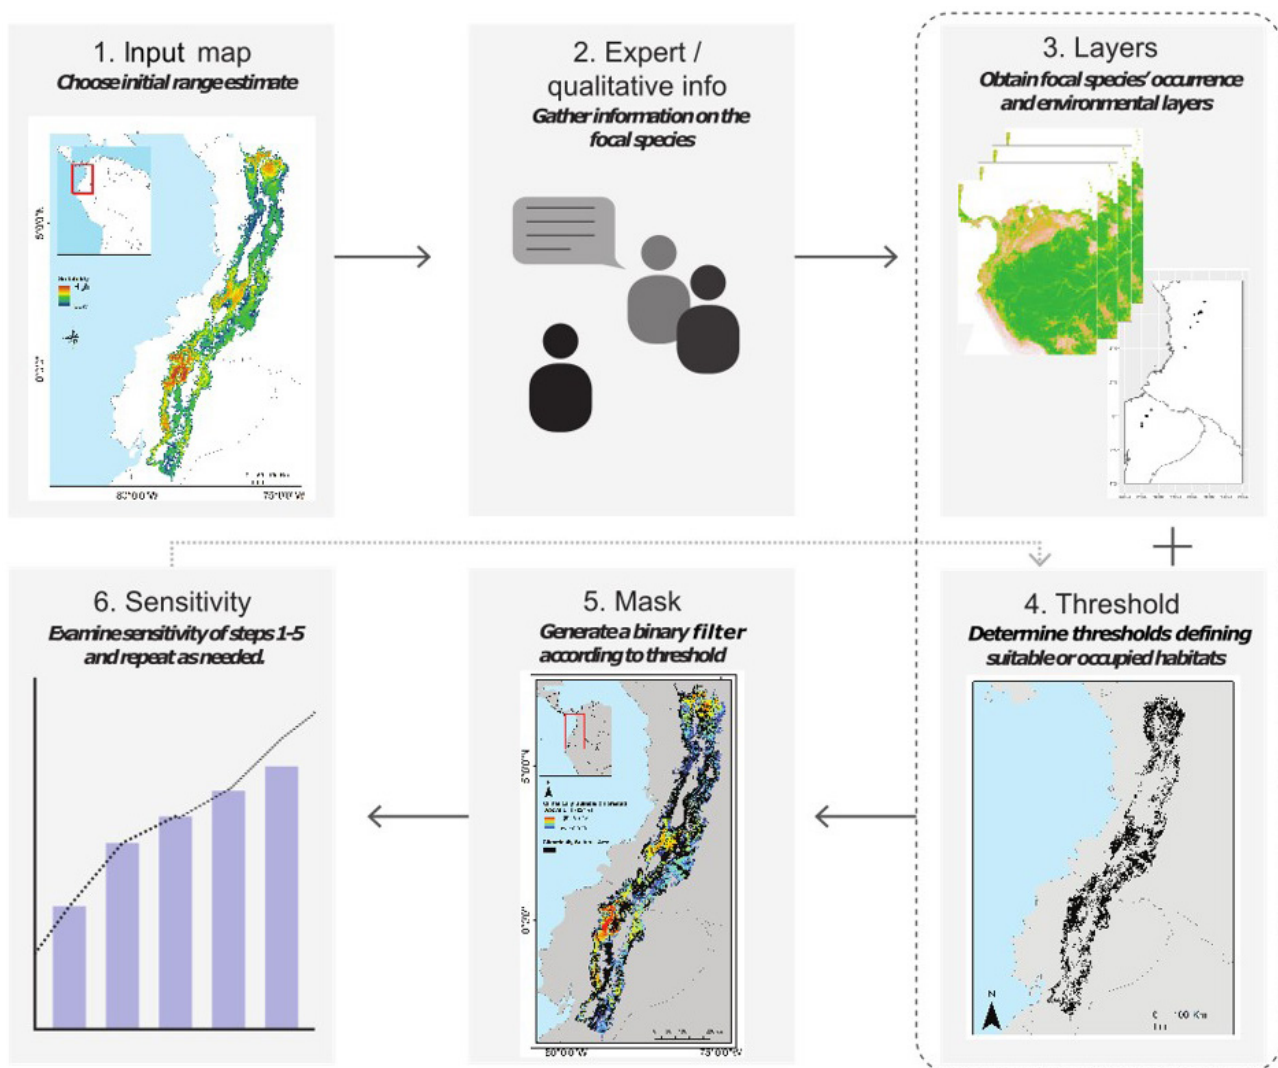 1. Input map
Choose initial range estimate
2. Expert /
qualitative info
Gather information on the
focal species
3. Layers
Obtain focal species' occurrence
and environmental layers
80°0'0"W
6. Sensitivity
Examine sensitivity of steps 1-5
and repeat as needed.
5. Mask
Generate a binary filter
according to threshold
5°0'0"N
0°0'0"
80°0'0"W
75°0'0"W
4. Threshold
Determine thresholds defining
suitable or occupied habitats
N
0 100 Km